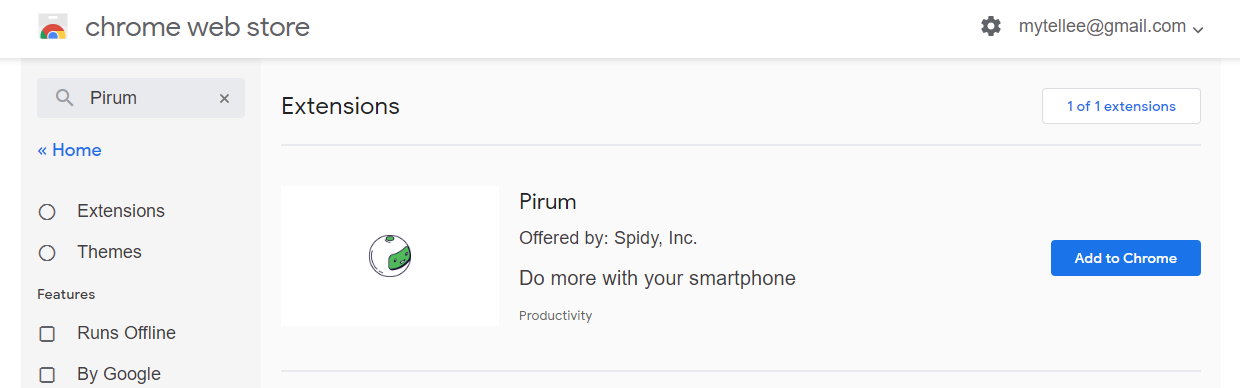 chrome web store
mytellee@gmail.com
Pirum
« Home
Extensions
Themes
Features
Runs Offline
By Google
Extensions
1 of 1 extensions
Pirum
Offered by: Spidy, Inc.
Do more with your smartphone
Productivity
Add to Chrome